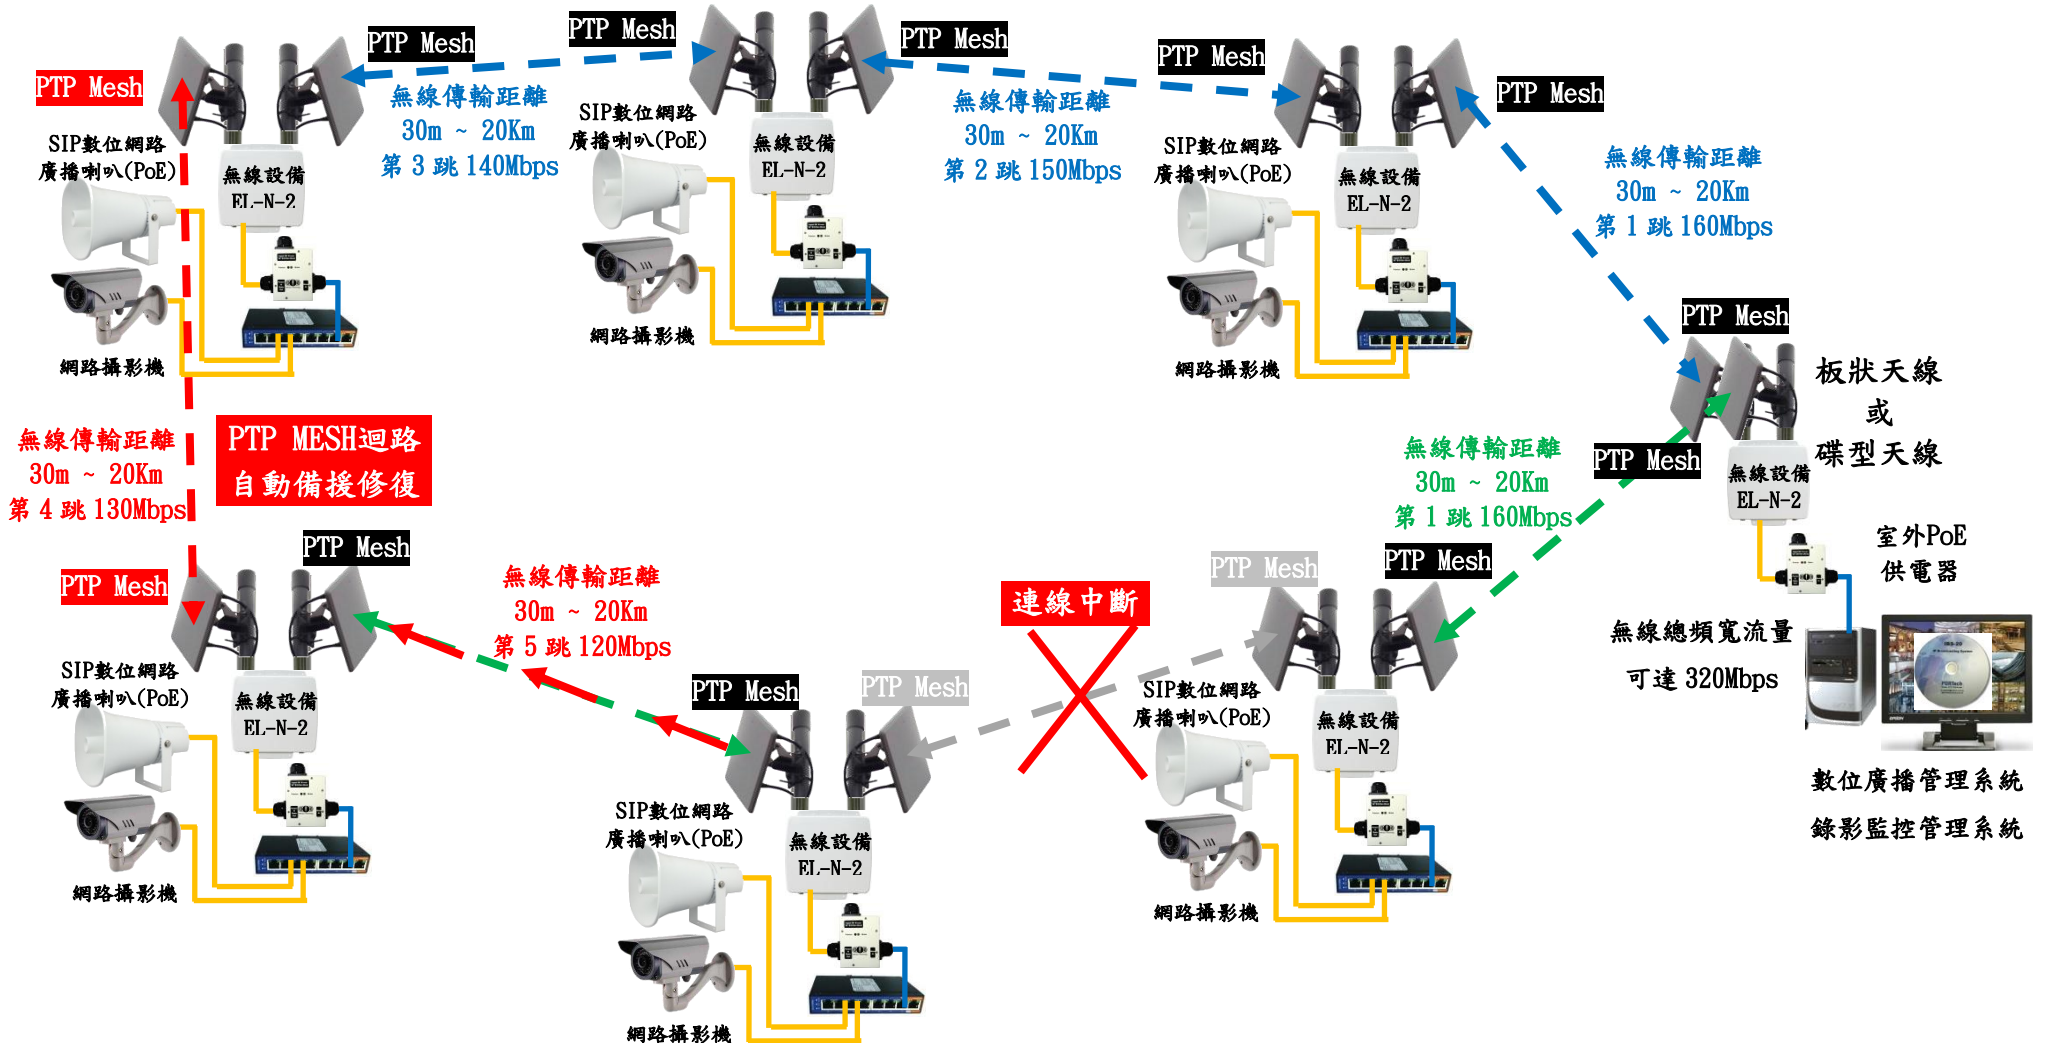 PTP Mesh
PTP Mesh
無線傳輸距離
30m ~ 20Km
第 3 跳 140Mbps
SIP數位網路
廣播喇叭(PoE)
無線設備
EL-N-2
網路攝影機
PTP Mesh
PTP Mesh
無線傳輸距離
30m ~ 20Km
第 2 跳 150Mbps
SIP數位網路
廣播喇叭(PoE)
無線設備
EL-N-2
網路攝影機
PTP Mesh
PTP Mesh
無線傳輸距離
30m ~ 20Km
第 1 跳 160Mbps
SIP數位網路
廣播喇叭(PoE)
無線設備
EL-N-2
網路攝影機
PTP Mesh
PTP Mesh
板狀天線
或
碟型天線
無線設備
EL-N-2
室外PoE
供電器
無線總頻寬流量
可達 320Mbps
數位廣播管理系統
錄影監控管理系統
無線傳輸距離
30m ~ 20Km
第 1 跳 160Mbps
無線傳輸距離
30m ~ 20Km
第 4 跳 130Mbps
PTP MESH迴路
自動備援修復
PTP Mesh
PTP Mesh
無線傳輸距離
30m ~ 20Km
第 5 跳 120Mbps
SIP數位網路
廣播喇叭(PoE)
無線設備
EL-N-2
網路攝影機
PTP Mesh
PTP Mesh
SIP數位網路
廣播喇叭(PoE)
無線設備
EL-N-2
網路攝影機
連線中斷
PTP Mesh
PTP Mesh
SIP數位網路
廣播喇叭(PoE)
無線設備
EL-N-2
網路攝影機